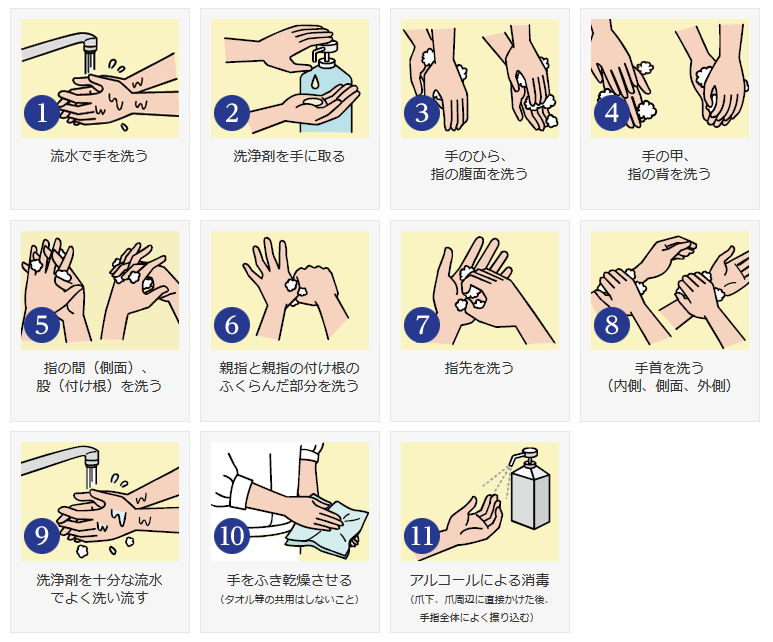 1
流水で手を洗う
2
洗浄剤を手に取る
3
手のひら、
指の腹面を洗う
4
手の甲、
指の背を洗う
5
指の間（側面）、
股（付け根）を洗う
6
親指と親指の付け根の
ふくらんだ部分を洗う
7
指先を洗う
8
手首を洗う
（内側、側面、外側）
9
洗浄剤を十分な流水
でよく洗い流す
10
手をふき乾燥させる
（タオル等の共用はしないこと）
11
アルコールによる消毒
（爪下、爪周辺に直接かけた後、
手指全体によく擦り込む）